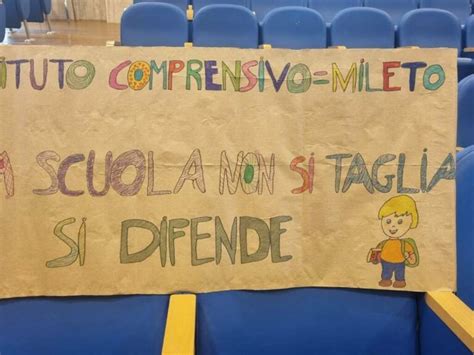 ITUTO COMPRENSIVO=MILETO
A SCUOLA NON SI TAGLIA
SI DIFENDE